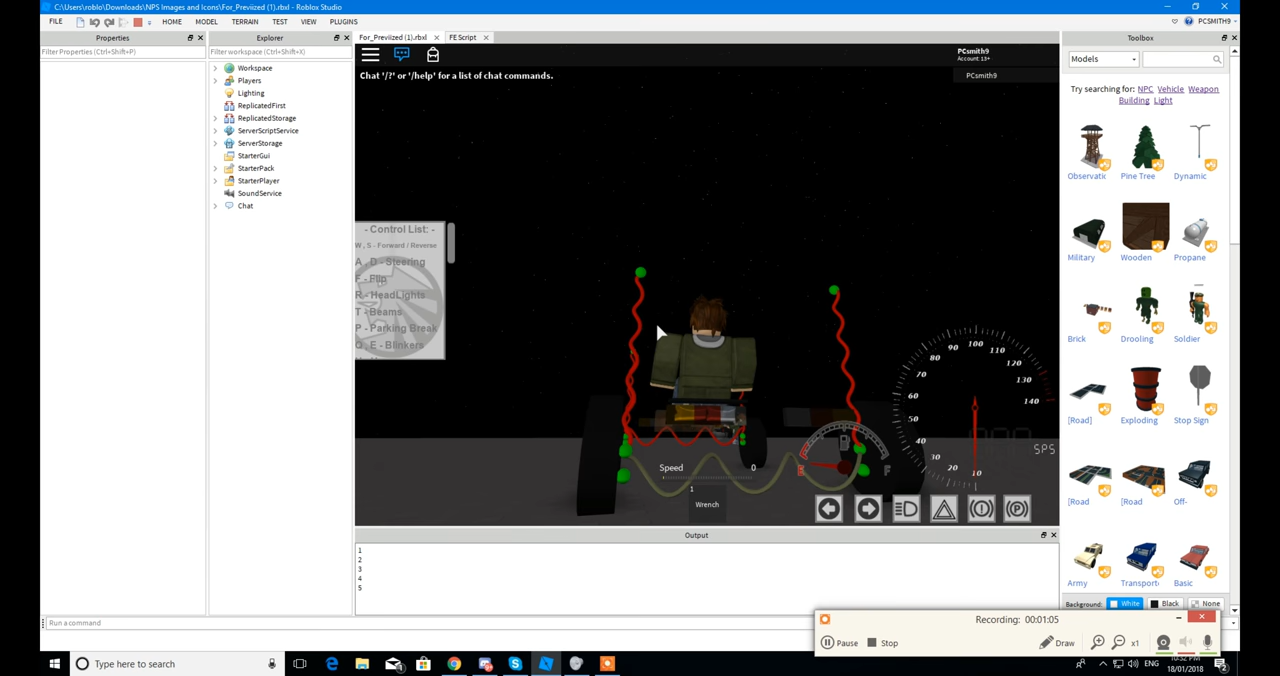 C:\Users\roblo\Downloads\NPS Images and Icons\For_Previized (1).rbxl - Roblox Studio
FILE HOME MODEL TERRAIN TEST VIEW PLUGINS PCSMITH9
Properties
Filter Properties (Ctrl+Shift+P)
Explorer
Filter workspace (Ctrl+Shift+X)
Workspace
Players
Lighting
ReplicatedFirst
ReplicatedStorage
ServerScriptService
ServerStorage
StarterGui
StarterPack
StarterPlayer
SoundService
Chat
For_Previized (1).rbxl
FE Script
PCsmith9
Account: 13+
PCsmith9
Chat '/?' or '/help' for a list of chat commands.
- Control List: -
W , S - Forward / Reverse
A , D - Steering
F - Flip
R - HeadLights
T - Beams
P - Parking Break
Q , E - Blinkers
Speed 0
1
Wrench
E F
10 20 30 40 50 60 70 80 90 100 110 120 130 140
SPS
Output
1
2
3
4
5
Toolbox
Models
Try searching for: NPC Vehicle Weapon
Building Light
Observatic Pine Tree Dynamic
Military Wooden Propane
Brick Drooling Soldier
[Road] Exploding Stop Sign
[Road [Road Off-
Army Transport Basic
Background: White Black None
Run a command
Recording: 00:01:05
Pause Stop Draw x1
Type here to search
ENG
10:52 PM
18/01/2018
2